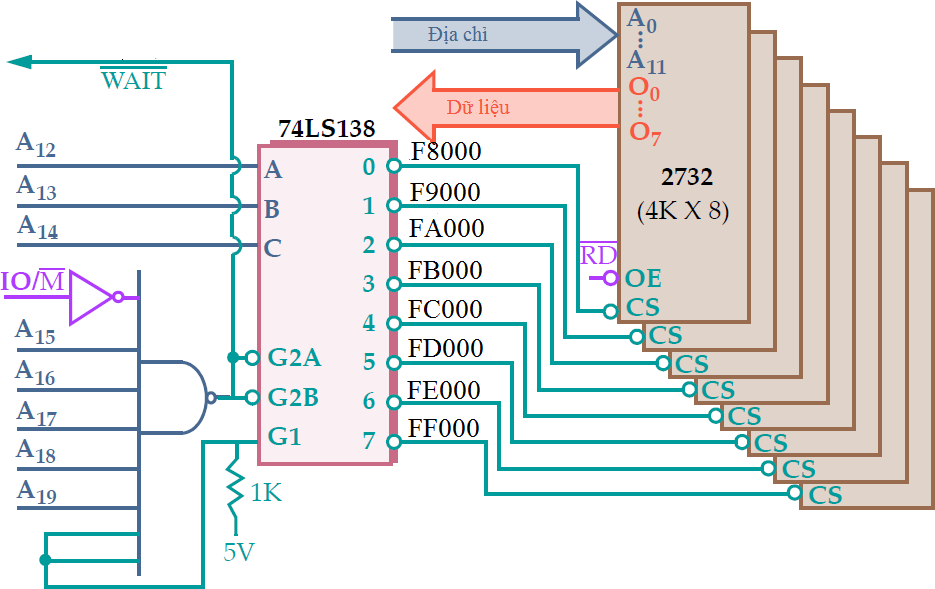 Địa chỉ
A0
A11
WAIT
O0
Dữ liệu
O7
74LS138
A12
A
0
F8000
A13
B
1
F9000
2732
(4K X 8)
A14
C
2
FA000
IO/M
RD
OE
3
FB000
CS
A15
4
FC000
CS
A16
G2A
5
FD000
CS
A17
G2B
6
FE000
CS
A18
G1
7
FF000
CS
CS
A19
1K
CS
CS
5V